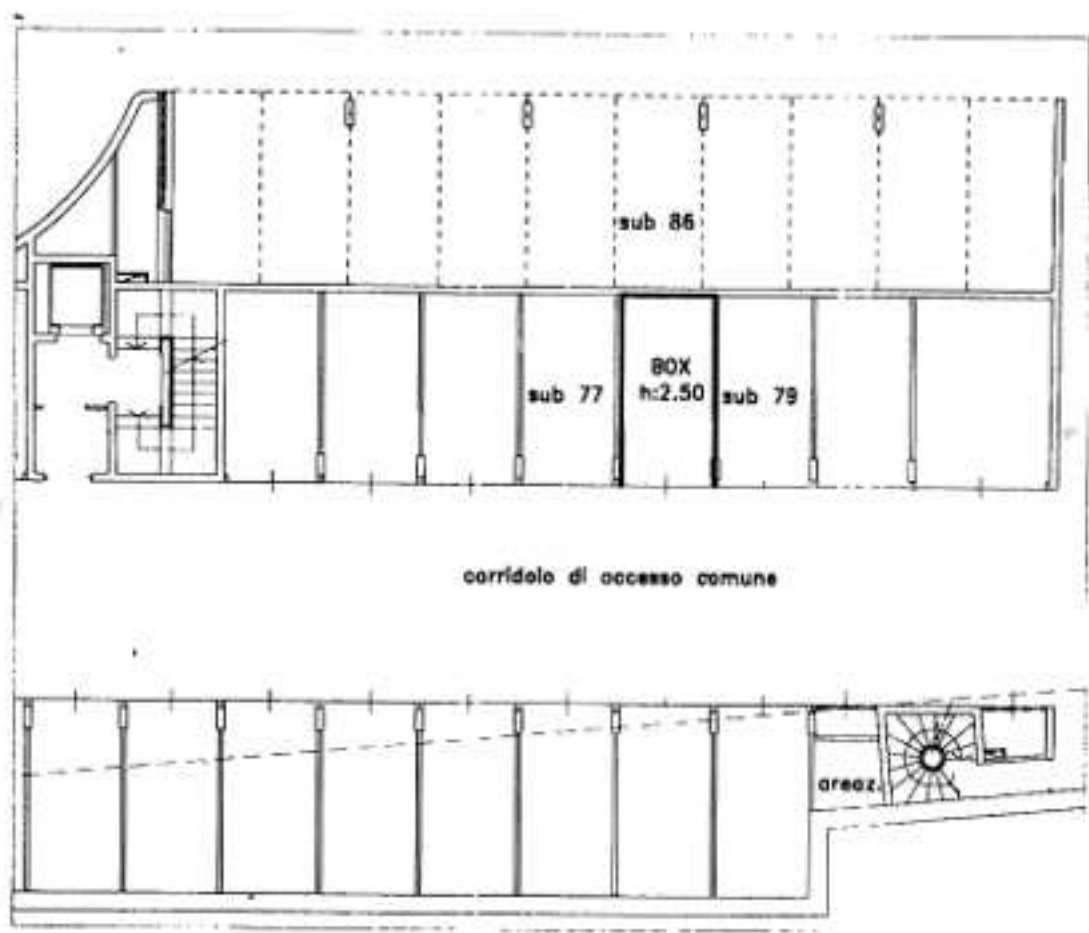 sub 86
BOX
h:2.50
sub 77
sub 79
corridoio di accesso comune
areaz.